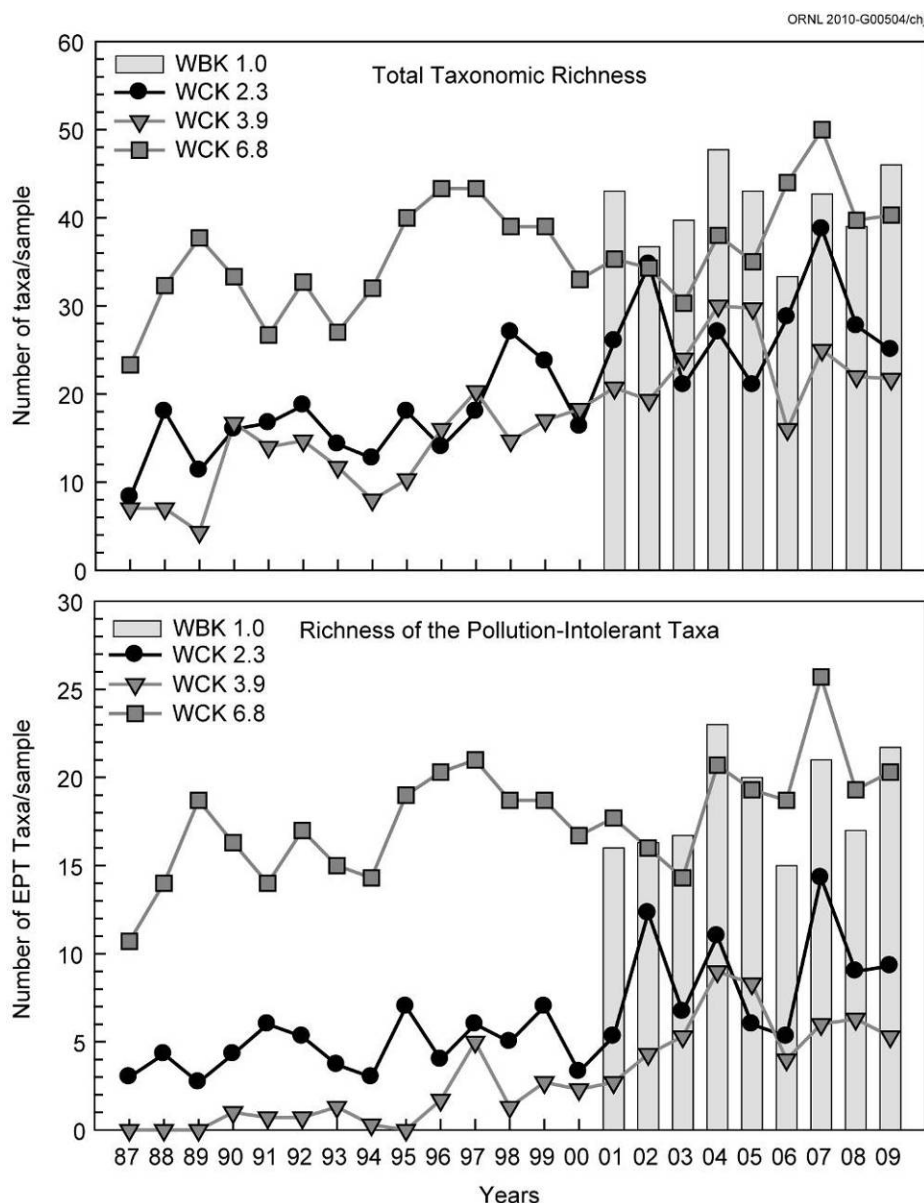 ORNL 2010-G00504/chj
Total Taxonomic Richness
WBK 1.0
WCK 2.3
WCK 3.9
WCK 6.8
Number of taxa/sample
60
50
40
30
20
10
0
Richness of the Pollution-Intolerant Taxa
WBK 1.0
WCK 2.3
WCK 3.9
WCK 6.8
Number of EPT Taxa/sample
30
25
20
15
10
5
0
87 88 89 90 91 92 93 94 95 96 97 98 99 00 01 02 03 04 05 06 07 08 09
Years